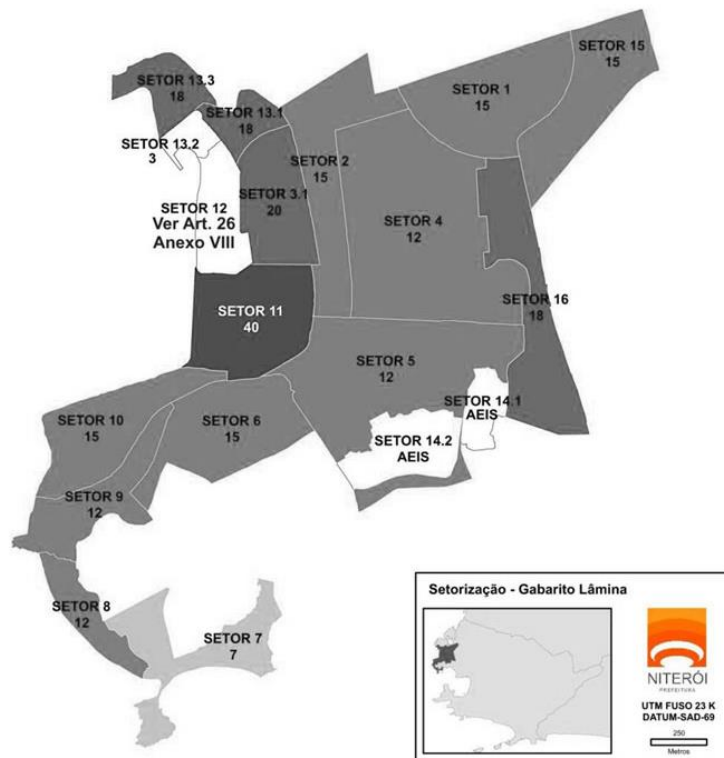 SETOR 15
15
SETOR 13.3
18
SETOR 1
15
SETOR 13.1
18
SETOR 13.2
3
SETOR 2
15
SETOR 3.1
20
SETOR 12
Ver Art. 26
Anexo VIII
SETOR 4
12
SETOR 16
18
SETOR 11
40
SETOR 5
12
SETOR 14.1
AEIS
SETOR 10
15
SETOR 6
15
SETOR 14.2
AEIS
SETOR 9
12
SETOR 8
12
SETOR 7
7
Setorização - Gabarito Lâmina
NITERÓI
PREFEITURA
UTM FUSO 23 K
DATUM-SAD-69
250
Metros